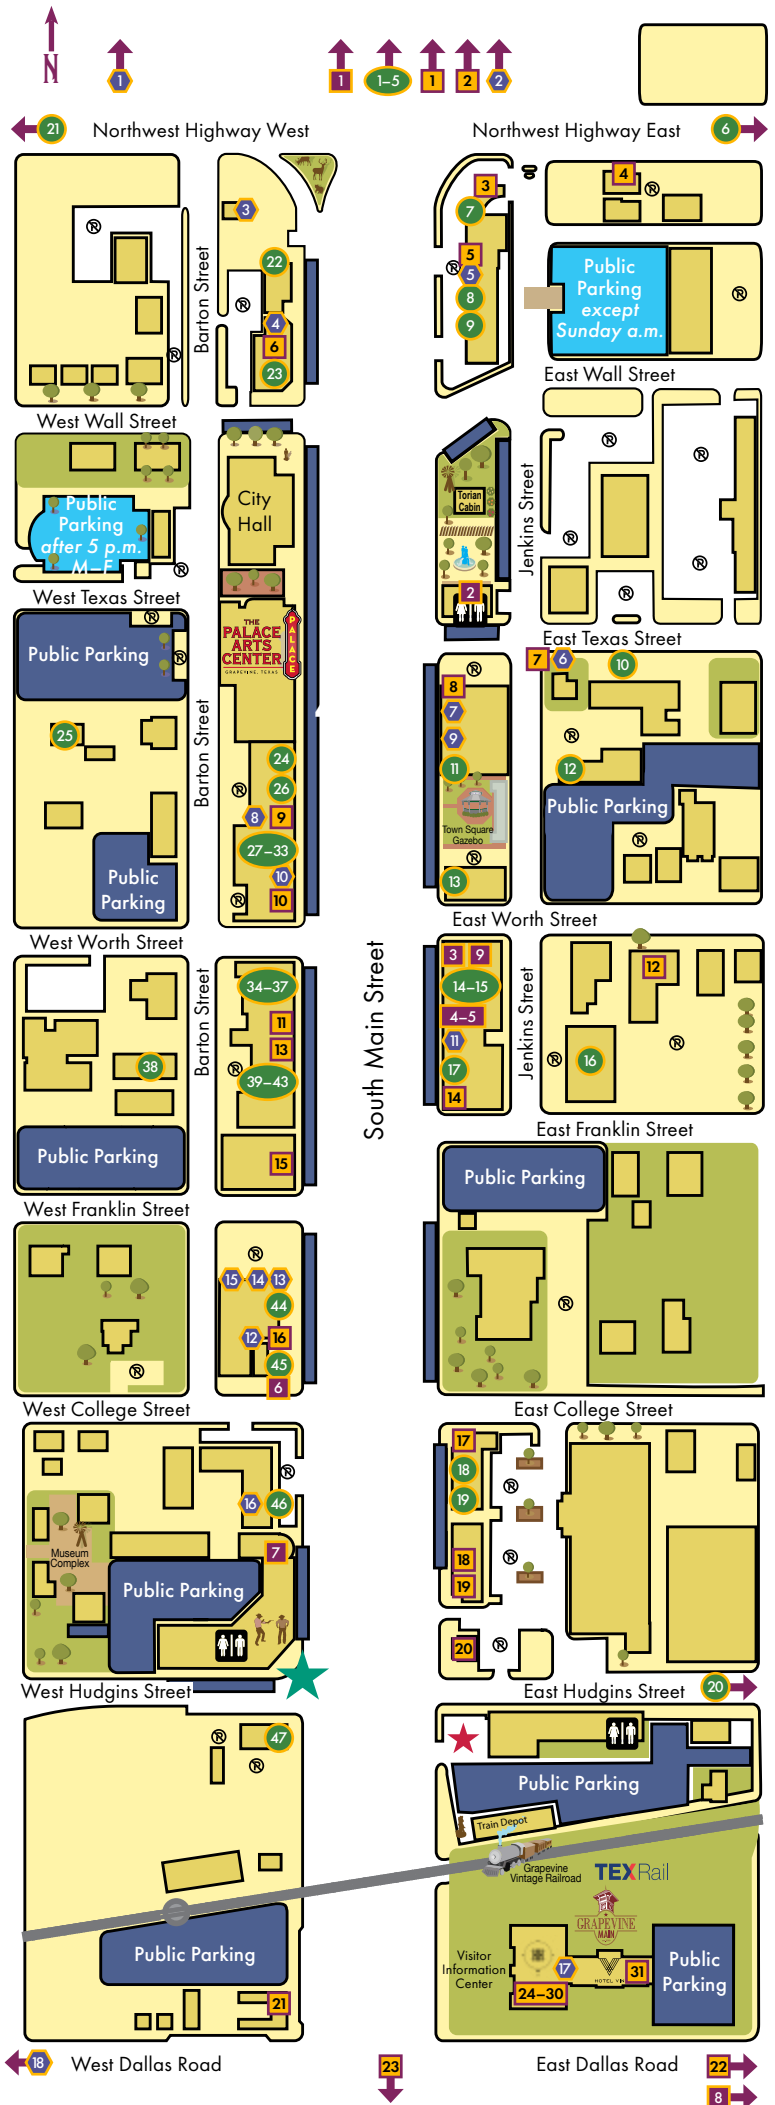 N
1
1
1–5
1
2
2
21
Northwest Highway West
Northwest Highway East
6
3
22
4
6
23
Barton Street
3
7
5
5
8
9
4
Public
Parking
except
Sunday a.m.
East Wall Street
West Wall Street
Public
Parking
after 5 p.m.
M–F
City
Hall
Torian
Cabin
2
Jenkins Street
West Texas Street
East Texas Street
Public Parking
THE
PALACE
ARTS
CENTER
GRAPEVINE, TEXAS
PALACE
25
Barton Street
24
26
8
9
27–33
10
10
Public
Parking
8
7
9
11
Town Square
Gazebo
13
7
6
10
12
Public Parking
West Worth Street
East Worth Street
34–37
11
13
39–43
15
38
Barton Street
Public Parking
South Main Street
3
9
14–15
4–5
11
17
14
Jenkins Street
12
16
West Franklin Street
East Franklin Street
Public Parking
15
14
13
44
12
16
45
6
West College Street
East College Street
16
46
7
Museum
Complex
Public Parking
17
18
19
18
19
20
West Hudgins Street
East Hudgins Street
20
47
Public Parking
Train Depot
Grapevine
Vintage Railroad
TEXRail
GRAPEVINE
MAIN
Public Parking
Visitor
Information
Center
17
HOTEL VIN
31
24–30
Public
Parking
21
18
West Dallas Road
23
East Dallas Road
22
8